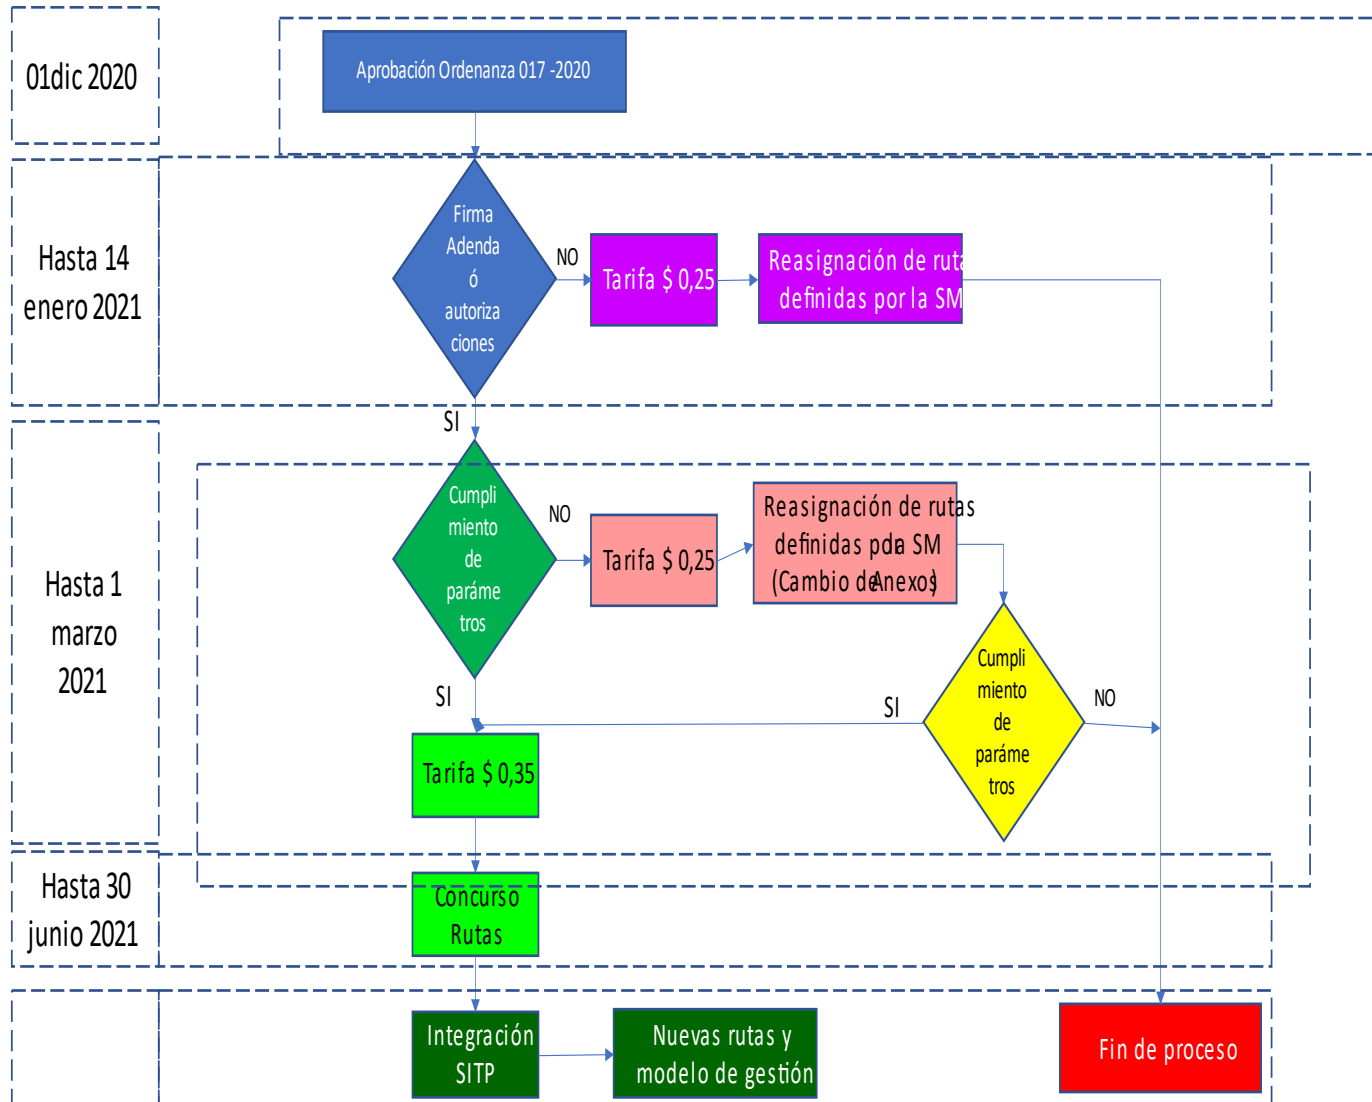 01dic 2020
Aprobación Ordenanza 017 -2020
Hasta 14
enero 2021
Firma
Adenda
ó
autoriza
ciones
NO
Tarifa $ 0,25
Reasignación de ruta
definidas por la SM
SI
Hasta 1
marzo
2021
Cumpli
miento
de
paráme
tros
NO
Tarifa $ 0,25
Reasignación de rutas
definidas por la SM
(Cambio de Anexos)
Cumpli
miento
de
paráme
tros
NO
SI
SI
Tarifa $ 0,35
Hasta 30
junio 2021
Concurso
Rutas
Integración
SITP
Nuevas rutas y
modelo de gestión
Fin de proceso